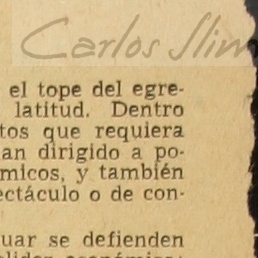 Carlos Slim
el tope del egre-
latitud. Dentro
tos que requiera
an dirigido a po-
micos, y también
ectáculo o de con-
uar se defienden